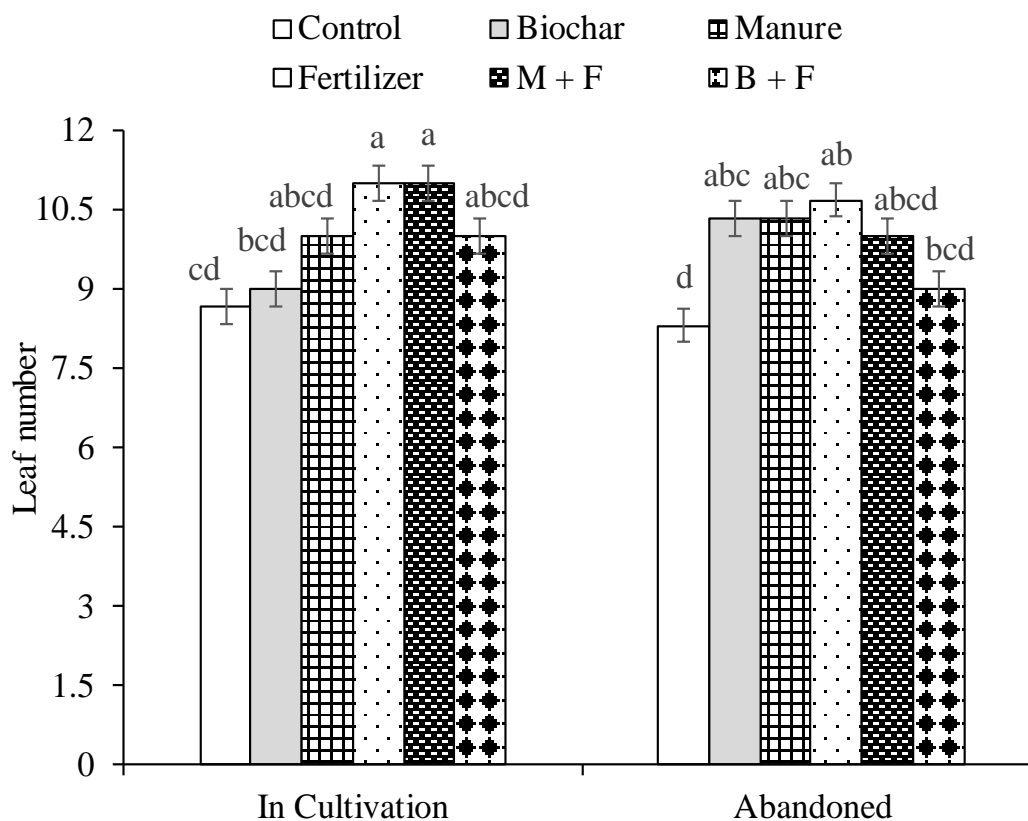 Control Biochar Manure
Fertilizer M + F B + F
12
10.5
9
7.5
6
4.5
3
1.5
0
Leaf number
cd
bcd
abcd
a
a
abcd
d
abc
abc
ab
abcd
bcd
In Cultivation Abandoned